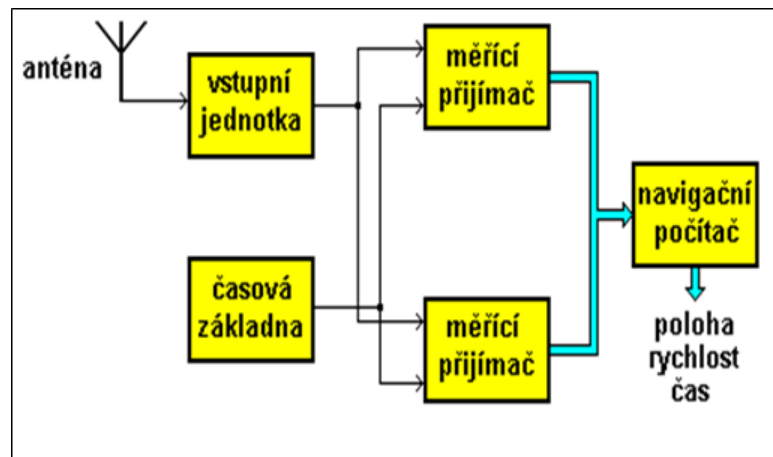 anténa
vstupní
jednotka
měřící
přijímač
navigační
počítač
časová
základna
měřící
přijímač
poloha
rychlost
čas